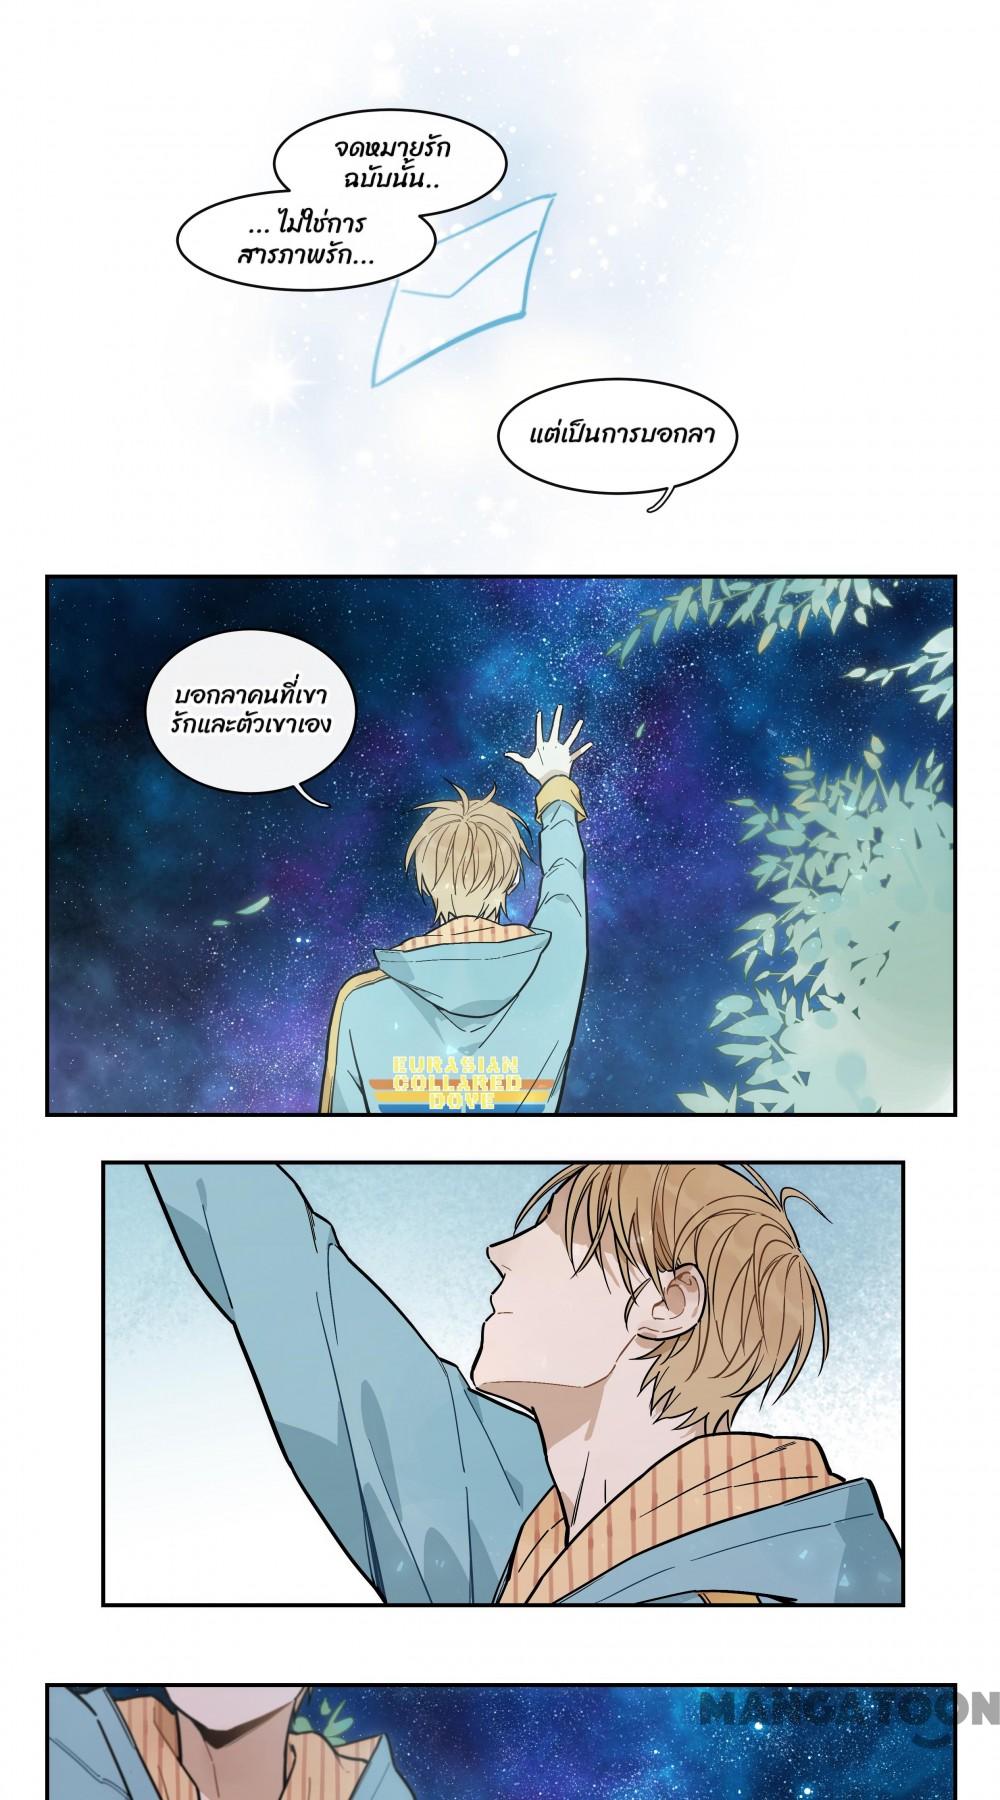 จดหมายรัก
ฉบับนั้น..
... ไม่ใช่การ
สารภาพรัก...
แต่เป็นการบอกลา
บอกลาคนที่เขา
รักและตัวเขาเอง
EURASIAN
COLLARED
DOVE
MANGATOON